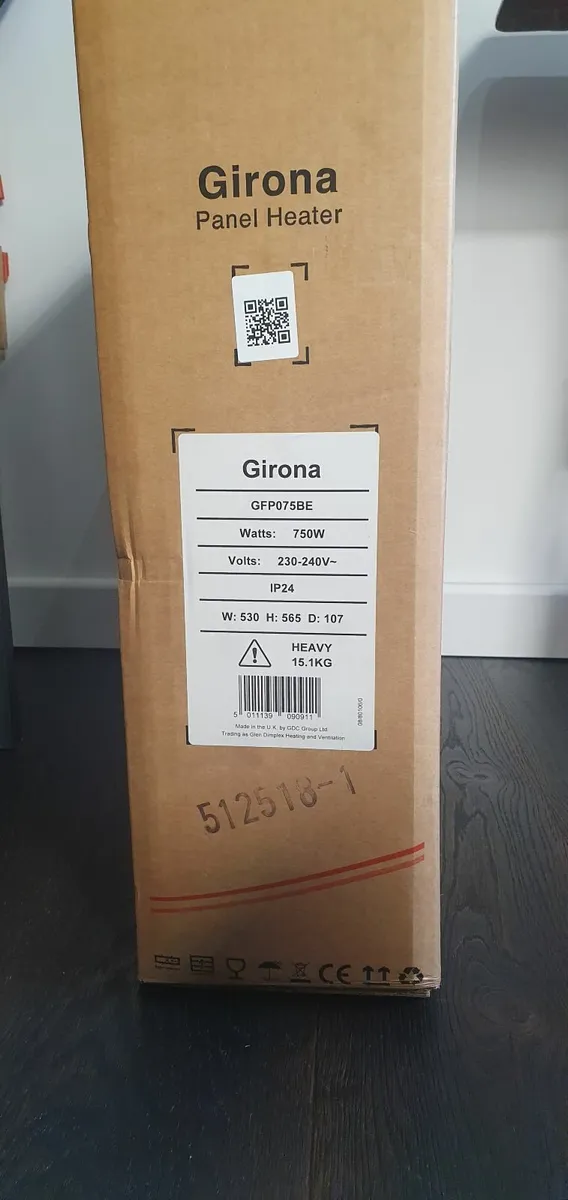 Girona
Panel Heater
Girona
GFP075BE
Watts: 750W
Volts: 230-240V~
IP24
W: 530 H: 565 D: 107
HEAVY
15.1KG
5 011139 090911
Made in the U.K. by GDC Group Ltd
Trading as Glen Dimplex Heating and Ventilation
512518-1
CE